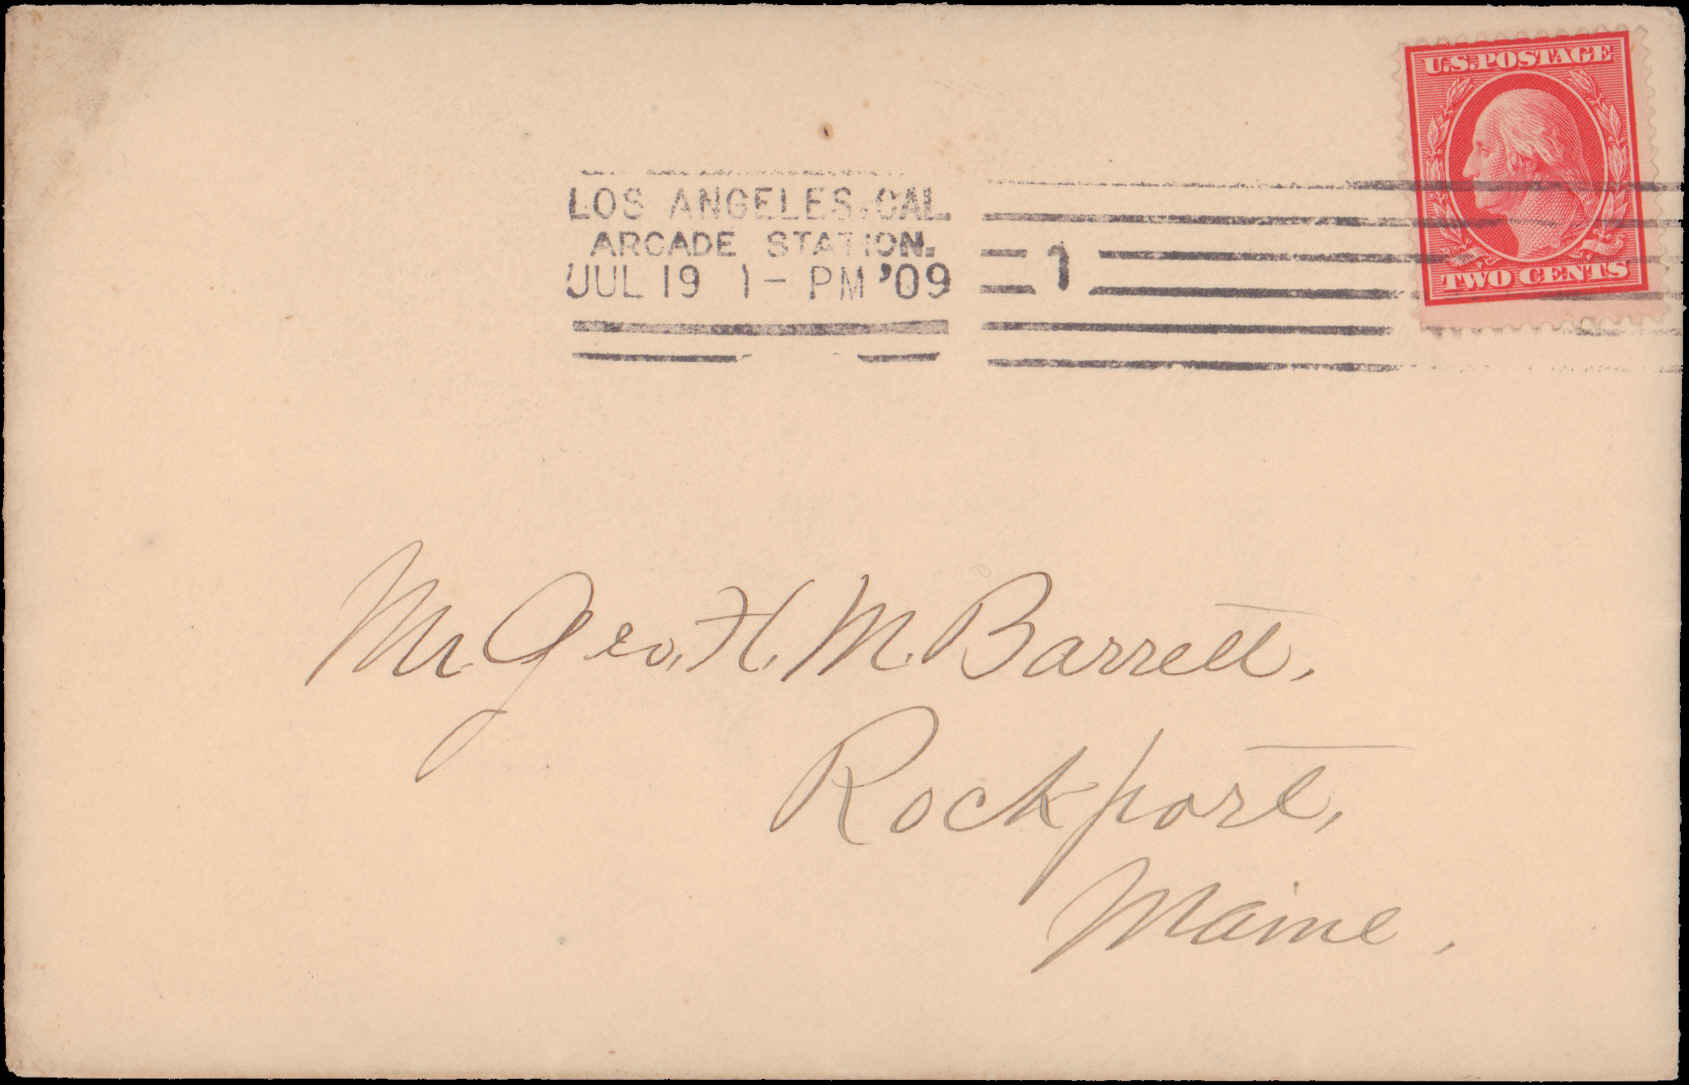 U.S. POSTAGE
LOS ANGELES, CAL.
ARCADE STATION.
JUL 19 1 - PM '09
1
TWO CENTS
Mr. Geo. H. M. Barrett,
Rockport,
Maine.